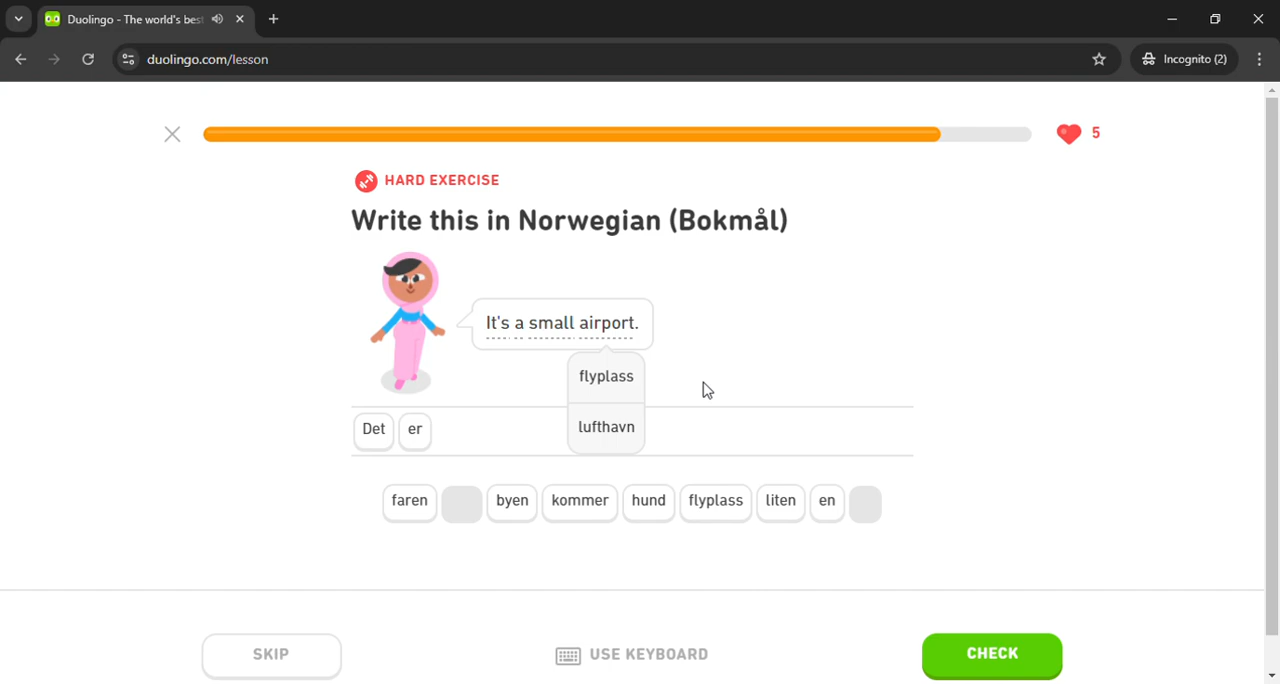 Duolingo - The world's bes
duolingo.com/lesson
Incognito (2)
5
HARD EXERCISE
Write this in Norwegian (Bokmål)
It's a small airport.
flyplass
lufthavn
Det er
faren byen kommer hund flyplass liten en
SKIP USE KEYBOARD CHECK